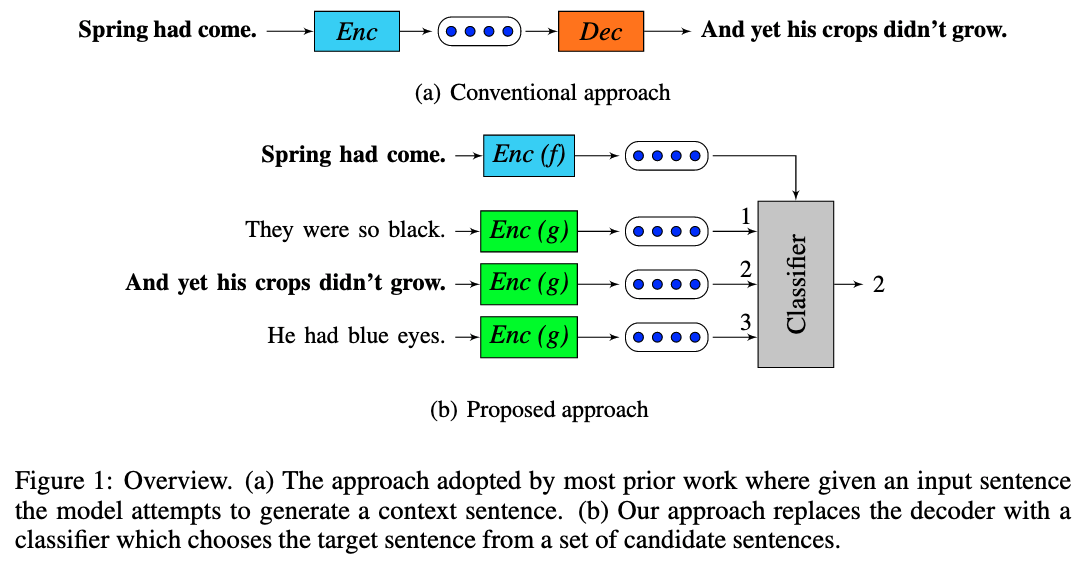 Spring had come. Enc Dec And yet his crops didn't grow.
(a) Conventional approach
Spring had come. Enc (f)
They were so black. Enc (g) 1
And yet his crops didn't grow. Enc (g) 2 Classifier 2
He had blue eyes. Enc (g) 3
(b) Proposed approach
Figure 1: Overview. (a) The approach adopted by most prior work where given an input sentence
the model attempts to generate a context sentence. (b) Our approach replaces the decoder with a
classifier which chooses the target sentence from a set of candidate sentences.